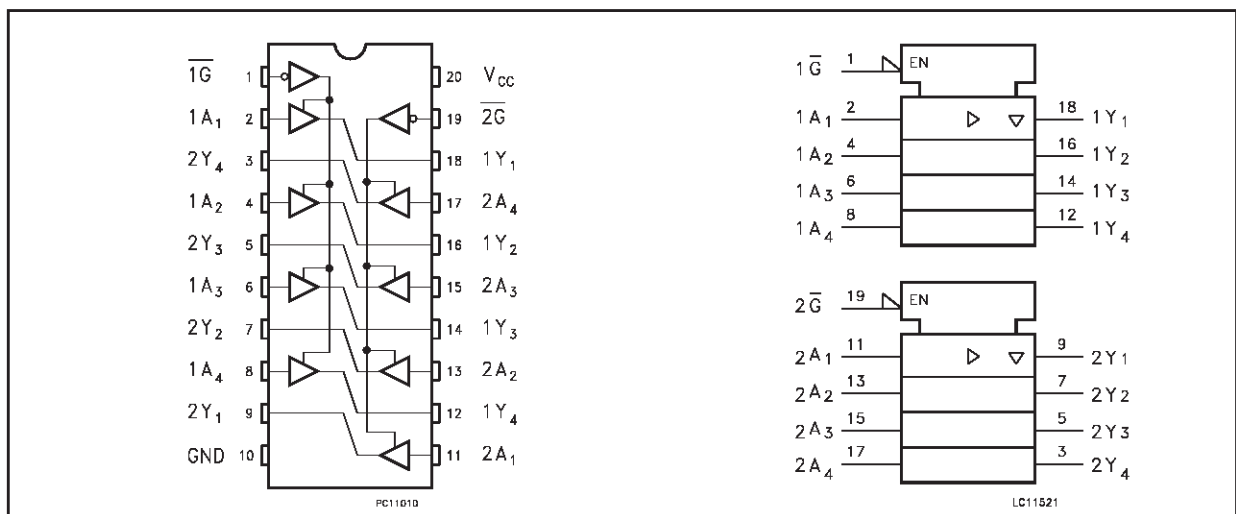 1G̅ 1 20 VCC
1A1 2 19 2G̅
2Y4 3 18 1Y1
1A2 4 17 2A4
2Y3 5 16 1Y2
1A3 6 15 2A3
2Y2 7 14 1Y3
1A4 8 13 2A2
2Y1 9 12 1Y4
GND 10 11 2A1
PC11010
1G̅ 1 EN
1A1 2 18 1Y1
1A2 4 16 1Y2
1A3 6 14 1Y3
1A4 8 12 1Y4
2G̅ 19 EN
2A1 11 9 2Y1
2A2 13 7 2Y2
2A3 15 5 2Y3
2A4 17 3 2Y4
LC11521